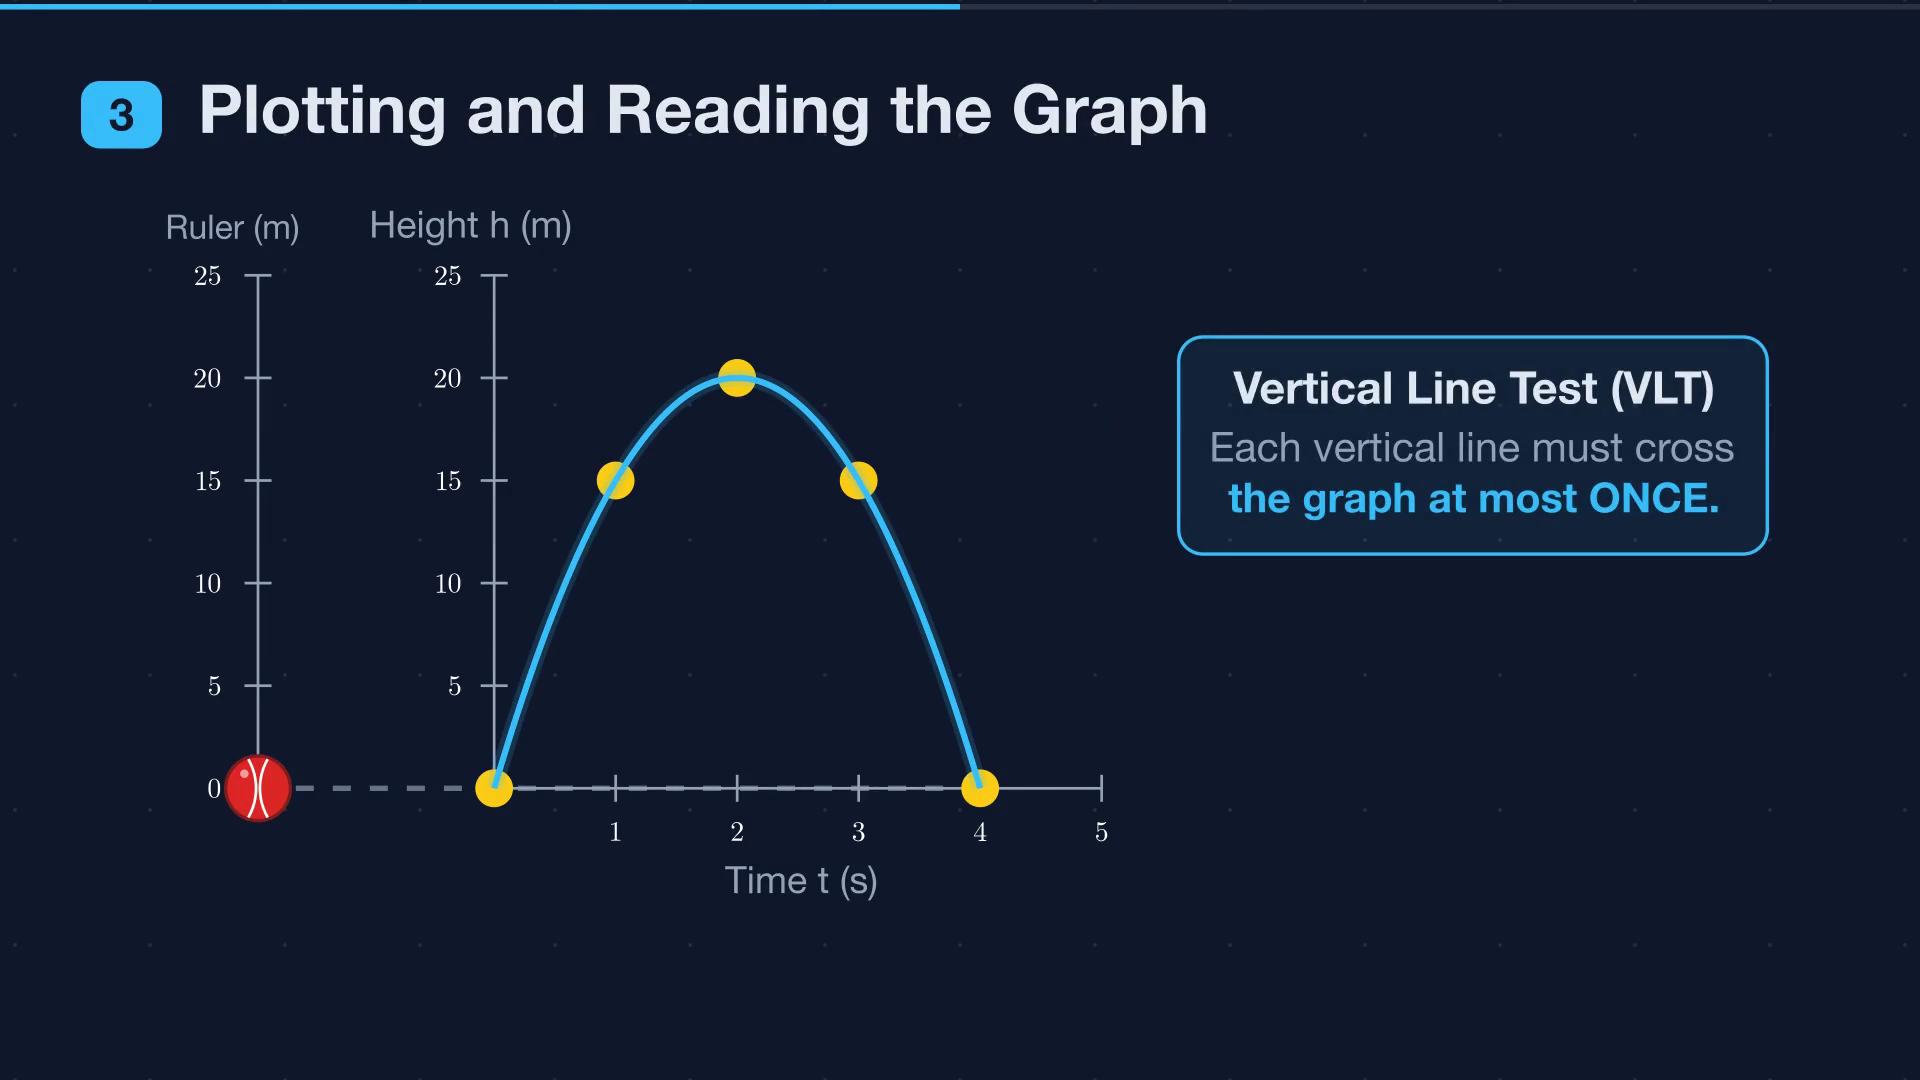 3 Plotting and Reading the Graph
Ruler (m)
25
20
15
10
5
0
Height h (m)
25
20
15
10
5
1 2 3 4 5
Time t (s)
Vertical Line Test (VLT)
Each vertical line must cross
the graph at most ONCE.